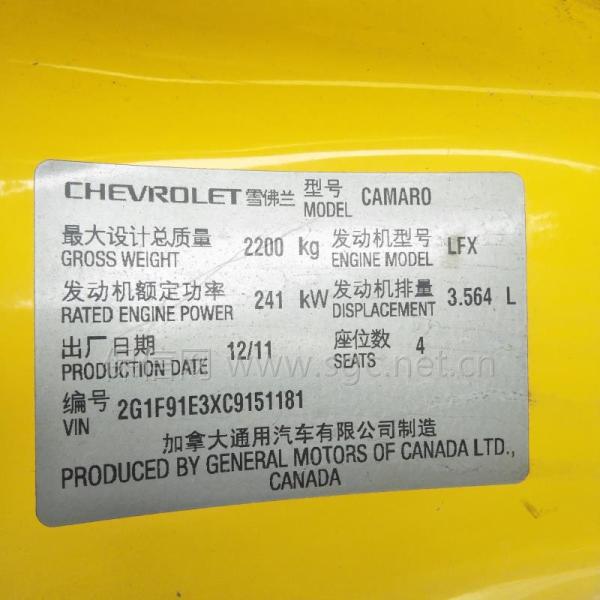 CHEVROLET 雪佛兰 型号 CAMARO
MODEL
最大设计总质量 2200 kg 发动机型号 LFX
GROSS WEIGHT ENGINE MODEL
发动机额定功率 241 kW 发动机排量 3.564 L
RATED ENGINE POWER DISPLACEMENT
出厂日期 12/11 座位数 4
PRODUCTION DATE SEATS
编号 2G1F91E3XC9151181
VIN
加拿大通用汽车有限公司制造
PRODUCED BY GENERAL MOTORS OF CANADA LTD.,
CANADA
www.sgc.net.cn